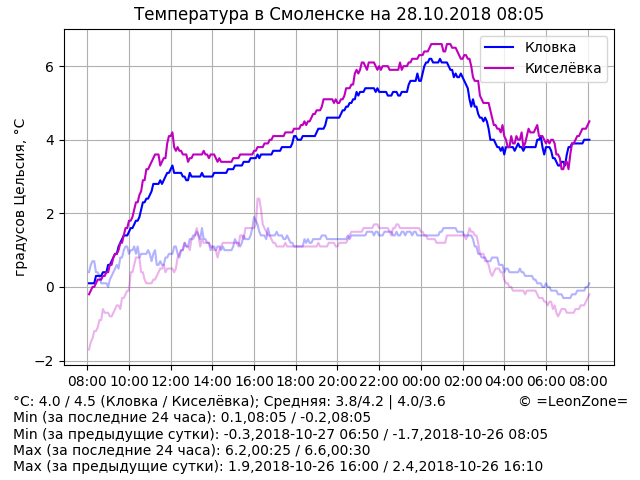 Температура в Смоленске на 28.10.2018 08:05
Кловка
Киселёвка
градусов Цельсия, °C
6
4
2
0
−2
08:00 10:00 12:00 14:00 16:00 18:00 20:00 22:00 00:00 02:00 04:00 06:00 08:00
°C: 4.0 / 4.5 (Кловка / Киселёвка); Средняя: 3.8/4.2 | 4.0/3.6 © =LeonZone=
Min (за последние 24 часа): 0.1,08:05 / -0.2,08:05
Min (за предыдущие сутки): -0.3,2018-10-27 06:50 / -1.7,2018-10-26 08:05
Max (за последние 24 часа): 6.2,00:25 / 6.6,00:30
Max (за предыдущие сутки): 1.9,2018-10-26 16:00 / 2.4,2018-10-26 16:10